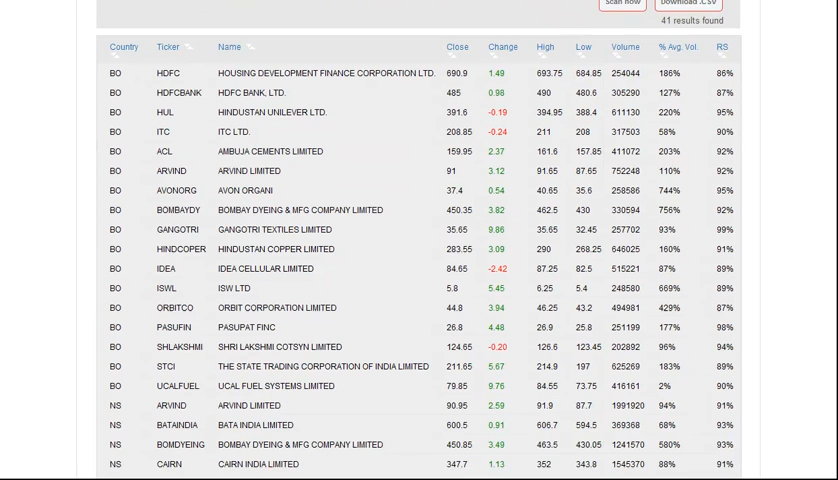 Scan now Download .CSV
41 results found
Country Ticker Name Close Change High Low Volume % Avg. Vol. RS
BO HDFC HOUSING DEVELOPMENT FINANCE CORPORATION LTD. 690.9 1.49 693.75 684.85 254044 186% 86%
BO HDFCBANK HDFC BANK, LTD. 485 0.98 490 480.6 305290 127% 87%
BO HUL HINDUSTAN UNILEVER LTD. 391.6 -0.19 394.95 388.4 611130 220% 95%
BO ITC ITC LTD. 208.85 -0.24 211 208 317503 58% 90%
BO ACL AMBUJA CEMENTS LIMITED 159.95 2.37 161.6 157.85 411072 203% 92%
BO ARVIND ARVIND LIMITED 91 3.12 91.65 87.65 752248 110% 92%
BO AVONORG AVON ORGANI 37.4 0.54 40.65 35.6 258586 744% 95%
BO BOMBAYDY BOMBAY DYEING & MFG COMPANY LIMITED 450.35 3.82 462.5 430 330594 756% 92%
BO GANGOTRI GANGOTRI TEXTILES LIMITED 35.65 9.86 35.65 32.45 207702 93% 99%
BO HINDCOPER HINDUSTAN COPPER LIMITED 283.55 3.09 290 268.25 646025 160% 91%
BO IDEA IDEA CELLULAR LIMITED 84.65 -2.42 87.25 82.5 515221 87% 89%
BO ISWL ISW LTD 5.8 5.45 6.25 5.4 248580 669% 89%
BO ORBITCO ORBIT CORPORATION LIMITED 44.8 3.94 46.25 43.2 494981 429% 87%
BO PASUFIN PASUPAT FINC 26.8 4.48 26.9 25.8 251199 177% 98%
BO SHLAKSHMI SHRI LAKSHMI COTSYN LIMITED 124.65 -0.20 126.6 123.45 202892 96% 94%
BO STCI THE STATE TRADING CORPORATION OF INDIA LIMITED 211.65 5.67 214.9 197 625269 183% 89%
BO UCALFUEL UCAL FUEL SYSTEMS LIMITED 79.85 9.76 84.55 73.75 416161 2% 90%
NS ARVIND ARVIND LIMITED 90.95 2.59 91.9 87.7 1991920 94% 91%
NS BATAINDIA BATA INDIA LIMITED 600.5 0.91 606.7 594.5 369368 68% 93%
NS BOMDYEING BOMBAY DYEING & MFG COMPANY LIMITED 450.85 3.49 463.5 430.05 1241570 580% 93%
NS CAIRN CAIRN INDIA LIMITED 347.7 1.13 352 343.8 1545370 88% 91%